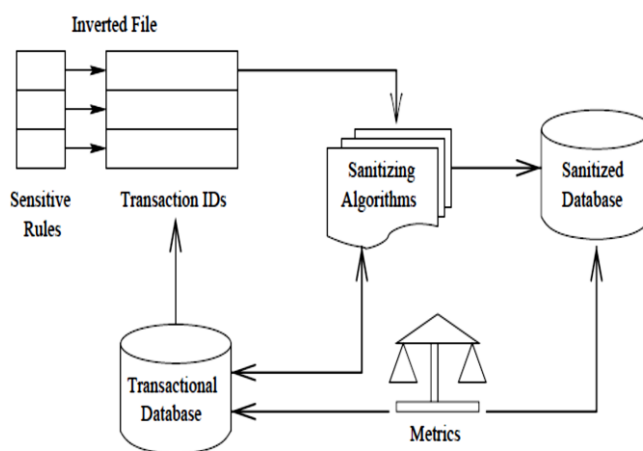 Inverted File
Sensitive
Rules
Transaction IDs
Sanitizing
Algorithms
Sanitized
Database
Transactional
Database
Metrics